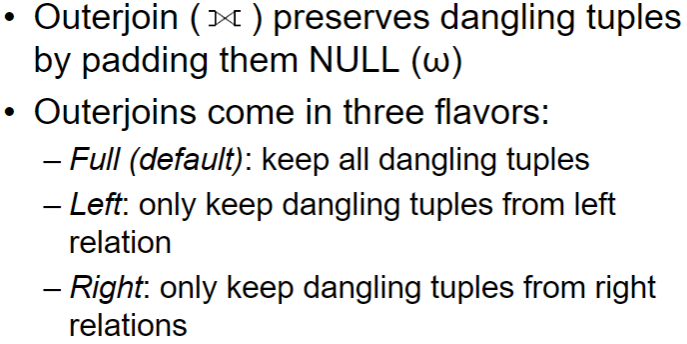 • Outerjoin ( ⟗ ) preserves dangling tuples
by padding them NULL (ω)
• Outerjoins come in three flavors:
– Full (default): keep all dangling tuples
– Left: only keep dangling tuples from left
relation
– Right: only keep dangling tuples from right
relations